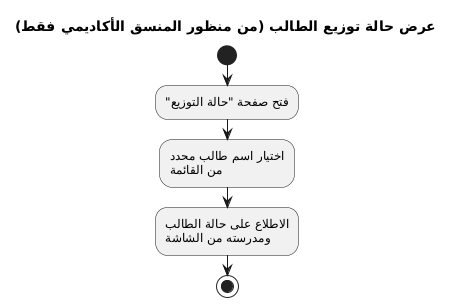 عرض حالة توزيع الطالب (من منظور المنسق الأكاديمي فقط)
فتح صفحة "حالة التوزيع"
اختيار اسم طالب محدد
من القائمة
الاطلاع على حالة الطالب
ومدرسته من الشاشة